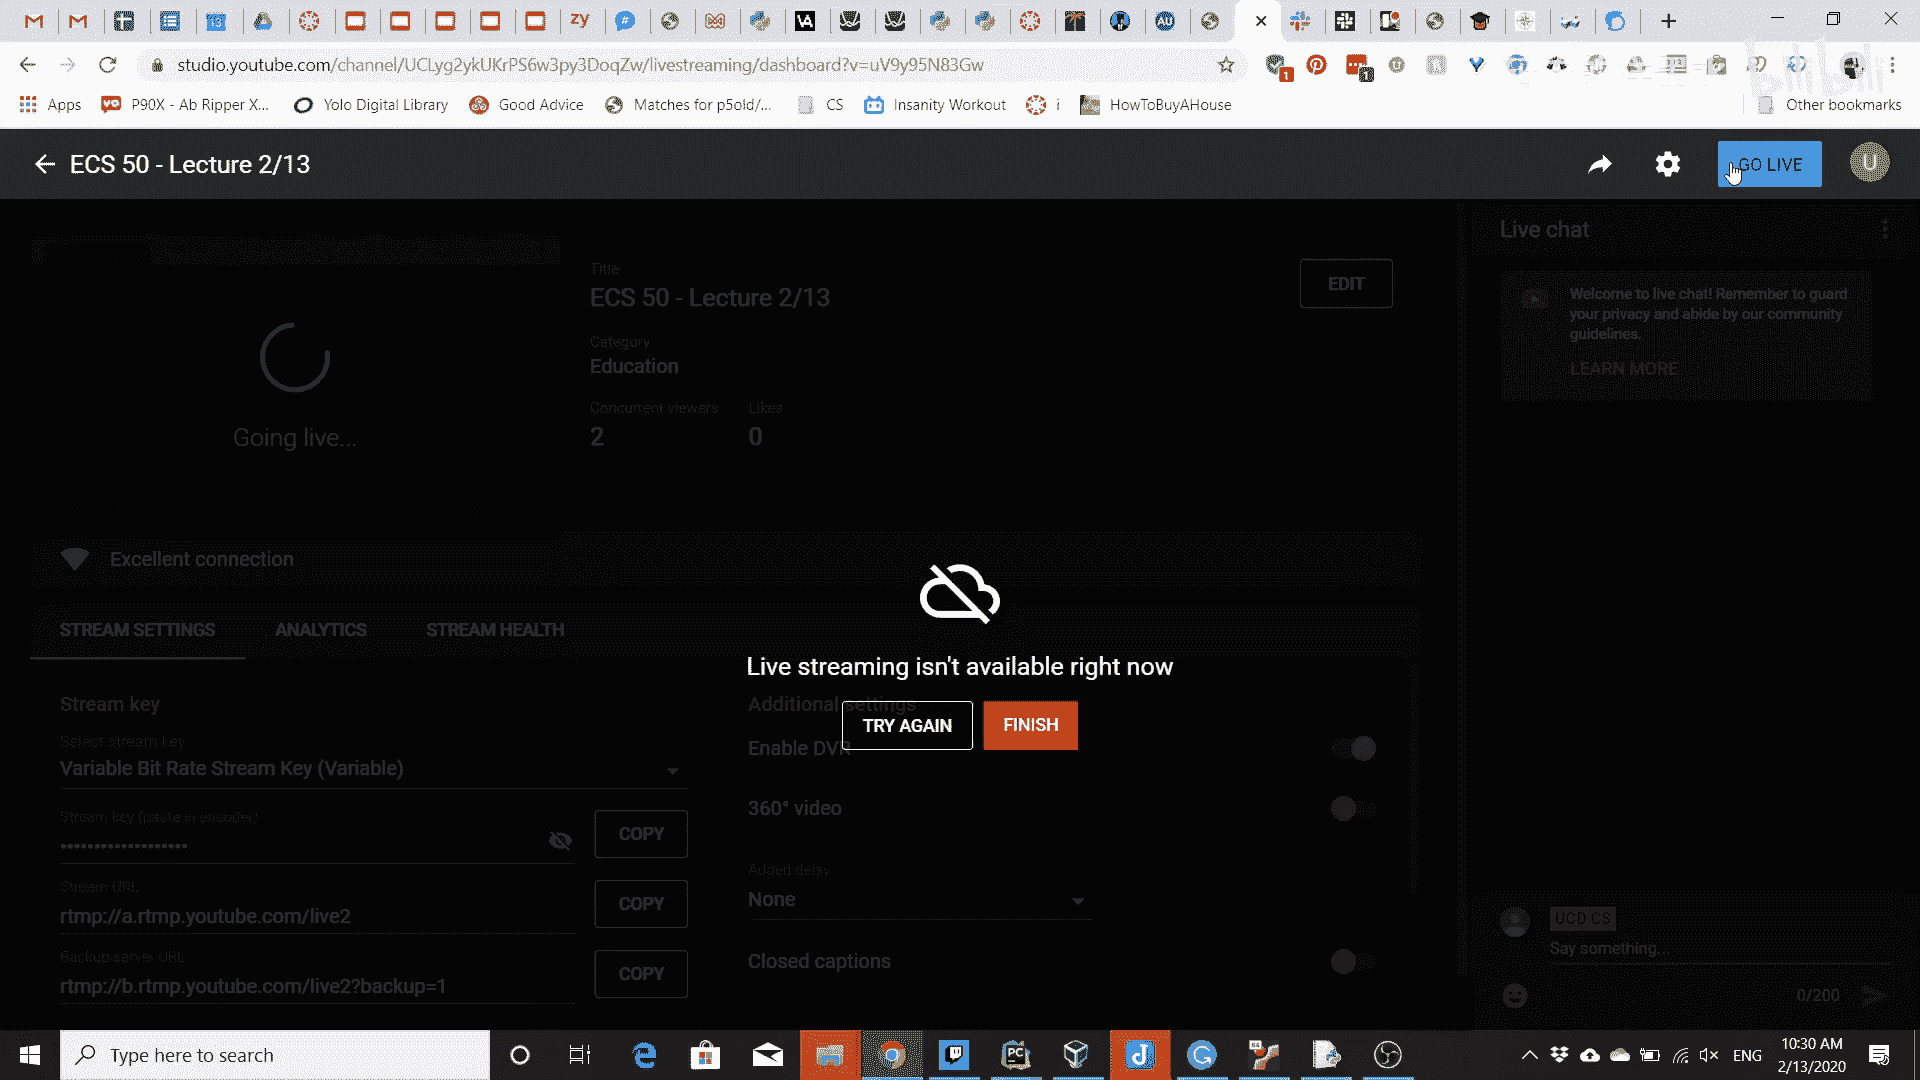 studio.youtube.com/channel/UCLyg2ykUKrPS6w3py3DoqZw/livestreaming/dashboard?v=uV9y95N83Gw
Apps
P90X - Ab Ripper X...
Yolo Digital Library
Good Advice
Matches for p5old/...
CS
Insanity Workout
i
HowToBuyAHouse
Other bookmarks
bilibili
ECS 50 - Lecture 2/13
GO LIVE
U
Going live...
Title
ECS 50 - Lecture 2/13
EDIT
Category
Education
Concurrent viewers
Likes
2
0
Live chat
Welcome to live chat! Remember to guard
your privacy and abide by our community
guidelines.
LEARN MORE
Excellent connection
STREAM SETTINGS
ANALYTICS
STREAM HEALTH
Live streaming isn't available right now
TRY AGAIN
FINISH
Stream key
Select stream key
Variable Bit Rate Stream Key (Variable)
Stream key (paste in encoder)
••••••••••••••••••••
COPY
Stream URL
rtmp://a.rtmp.youtube.com/live2
COPY
Backup server URL
rtmp://b.rtmp.youtube.com/live2?backup=1
COPY
Additional settings
Enable DVR
360° video
Added delay
None
Closed captions
UCD CS
Say something...
0/200
Type here to search
ENG
10:30 AM
2/13/2020